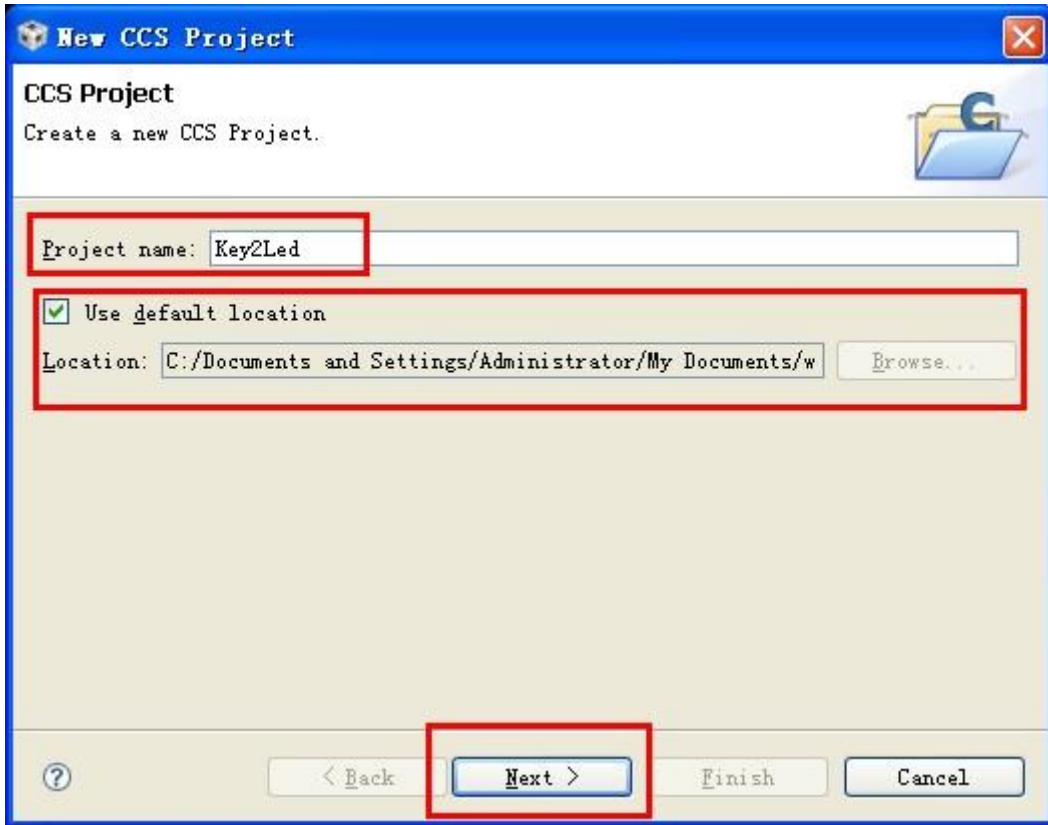 New CCS Project
CCS Project
Create a new CCS Project.
Project name: Key2Led
Use default location
Location: C:/Documents and Settings/Administrator/My Documents/w Browse...
? < Back Next > Finish Cancel